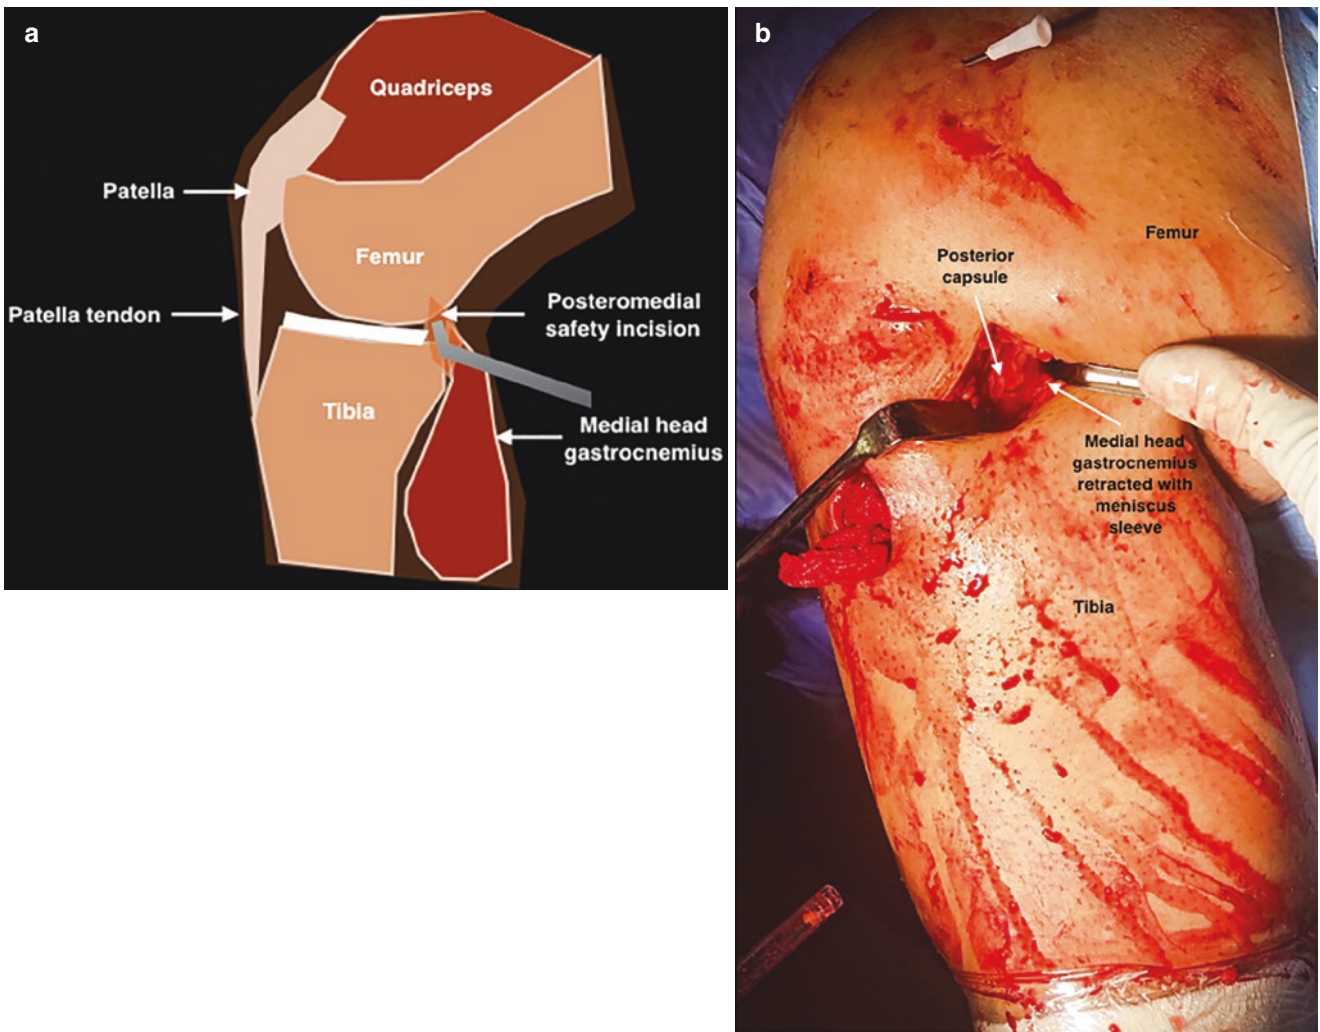 a
Quadriceps
Patella
Femur
Patella tendon
Posteromedial
safety incision
Tibia
Medial head
gastrocnemius
b
Femur
Posterior
capsule
Medial head
gastrocnemius
retracted with
meniscus
sleeve
Tibia